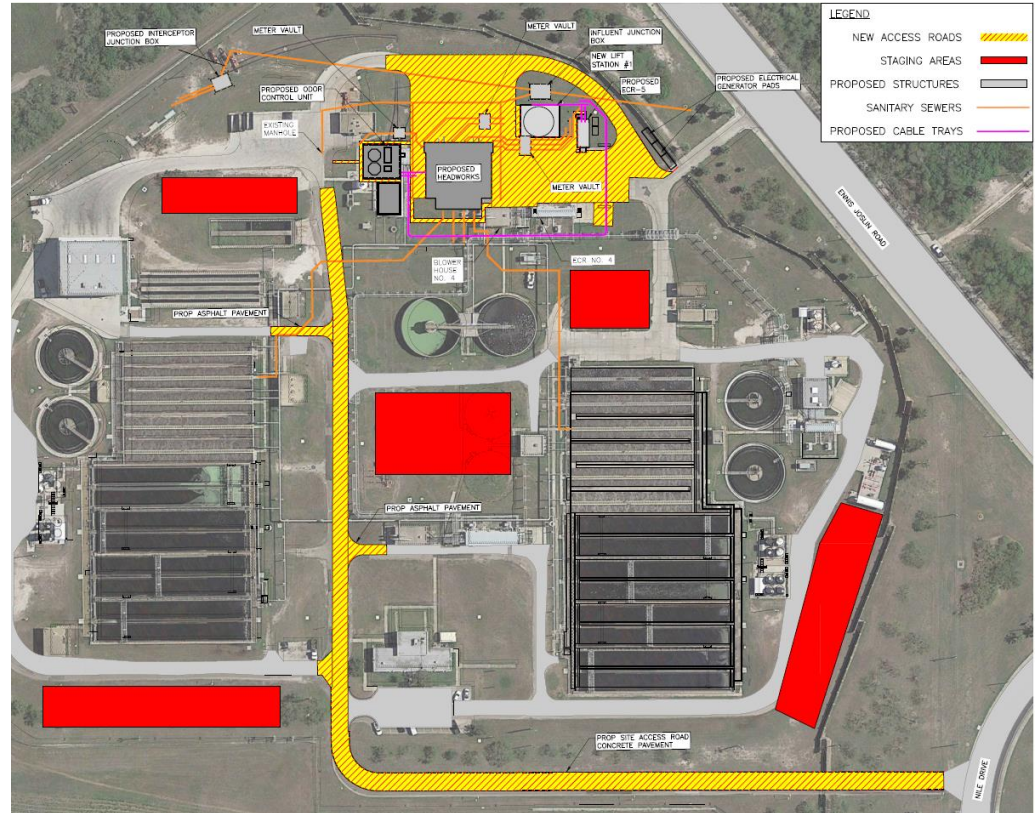 LEGEND
NEW ACCESS ROADS
STAGING AREAS
PROPOSED STRUCTURES
SANITARY SEWERS
PROPOSED CABLE TRAYS
PROPOSED INTERCEPTOR
JUNCTION BOX
METER VAULT
METER VAULT
INFLUENT JUNCTION
BOX
NEW LIFT
STATION #1
PROPOSED
ECR-5
PROPOSED ELECTRICAL
GENERATOR PADS
PROPOSED ODOR
CONTROL UNIT
EXISTING
MANHOLE
PROPOSED
HEADWORKS
METER VAULT
ENNIS JOSLIN ROAD
BLOWER
HOUSE
NO. 4
ECR NO. 4
PROP ASPHALT PAVEMENT
PROP ASPHALT PAVEMENT
PROP SITE ACCESS ROAD
CONCRETE PAVEMENT
NILE DRIVE